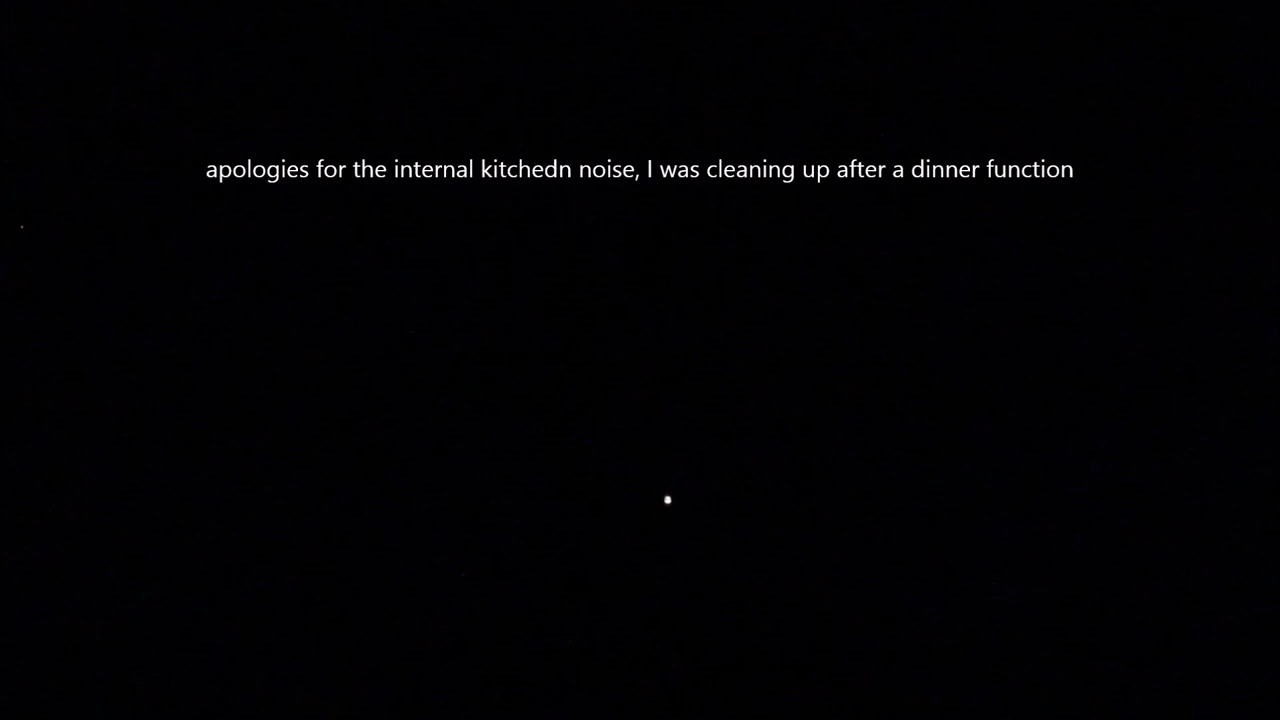 apologies for the internal kitchedn noise, I was cleaning up after a dinner function